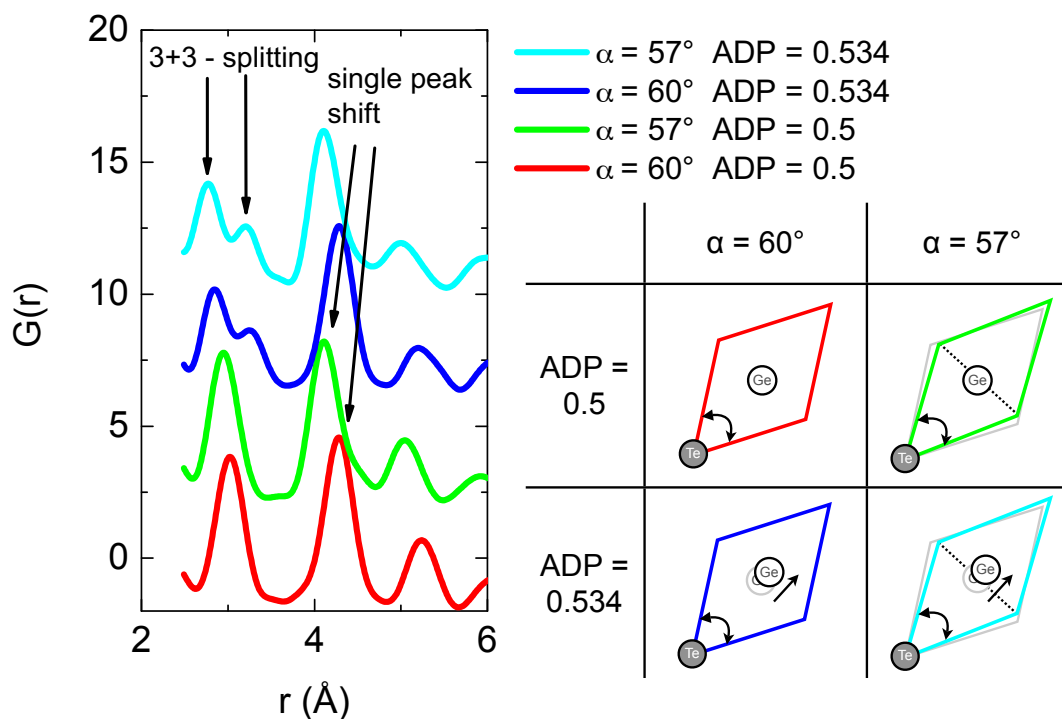 20
15
10
5
0
2
4
6
G(r)
r (Å)
3+3 - splitting
single peak
shift
α = 57° ADP = 0.534
α = 60° ADP = 0.534
α = 57° ADP = 0.5
α = 60° ADP = 0.5
α = 60°
α = 57°
ADP =
0.5
Ge
Te
Ge
Te
ADP =
0.534
Ge
Te
Ge
Te